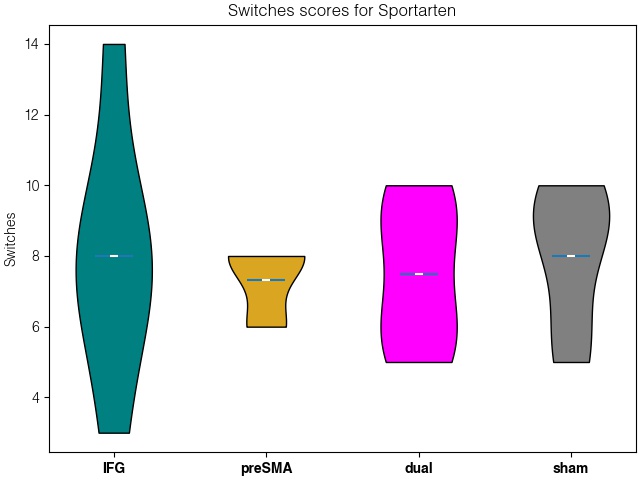 Switches scores for Sportarten
14
12
10
8
6
4
Switches
IFG
preSMA
dual
sham